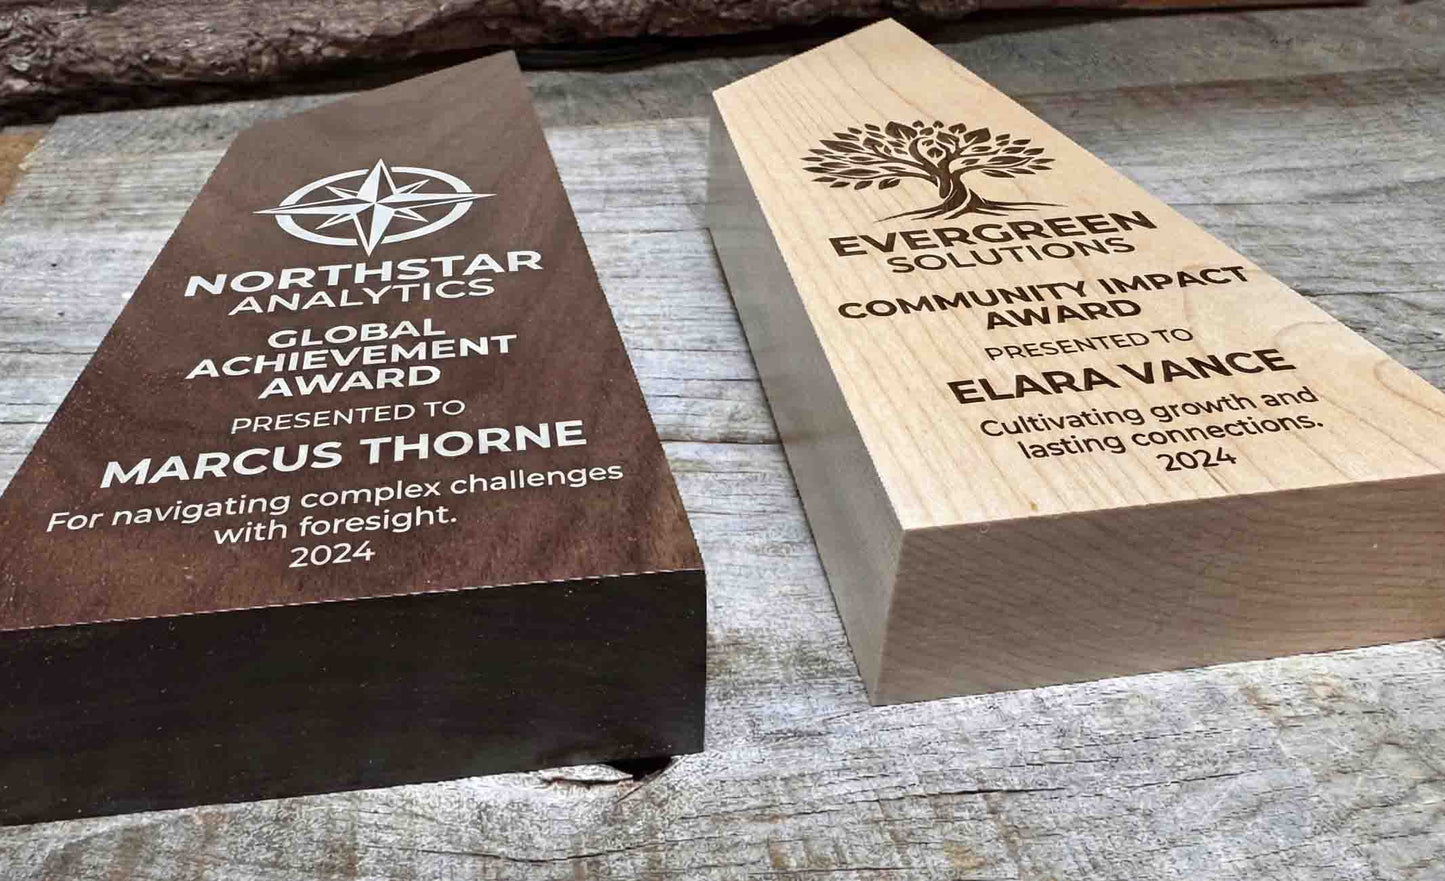 NORTHSTAR
ANALYTICS
GLOBAL
ACHIEVEMENT
AWARD
PRESENTED TO
MARCUS THORNE
For navigating complex challenges
with foresight.
2024
EVERGREEN
SOLUTIONS
COMMUNITY IMPACT
AWARD
PRESENTED TO
ELARA VANCE
Cultivating growth and
lasting connections.
2024